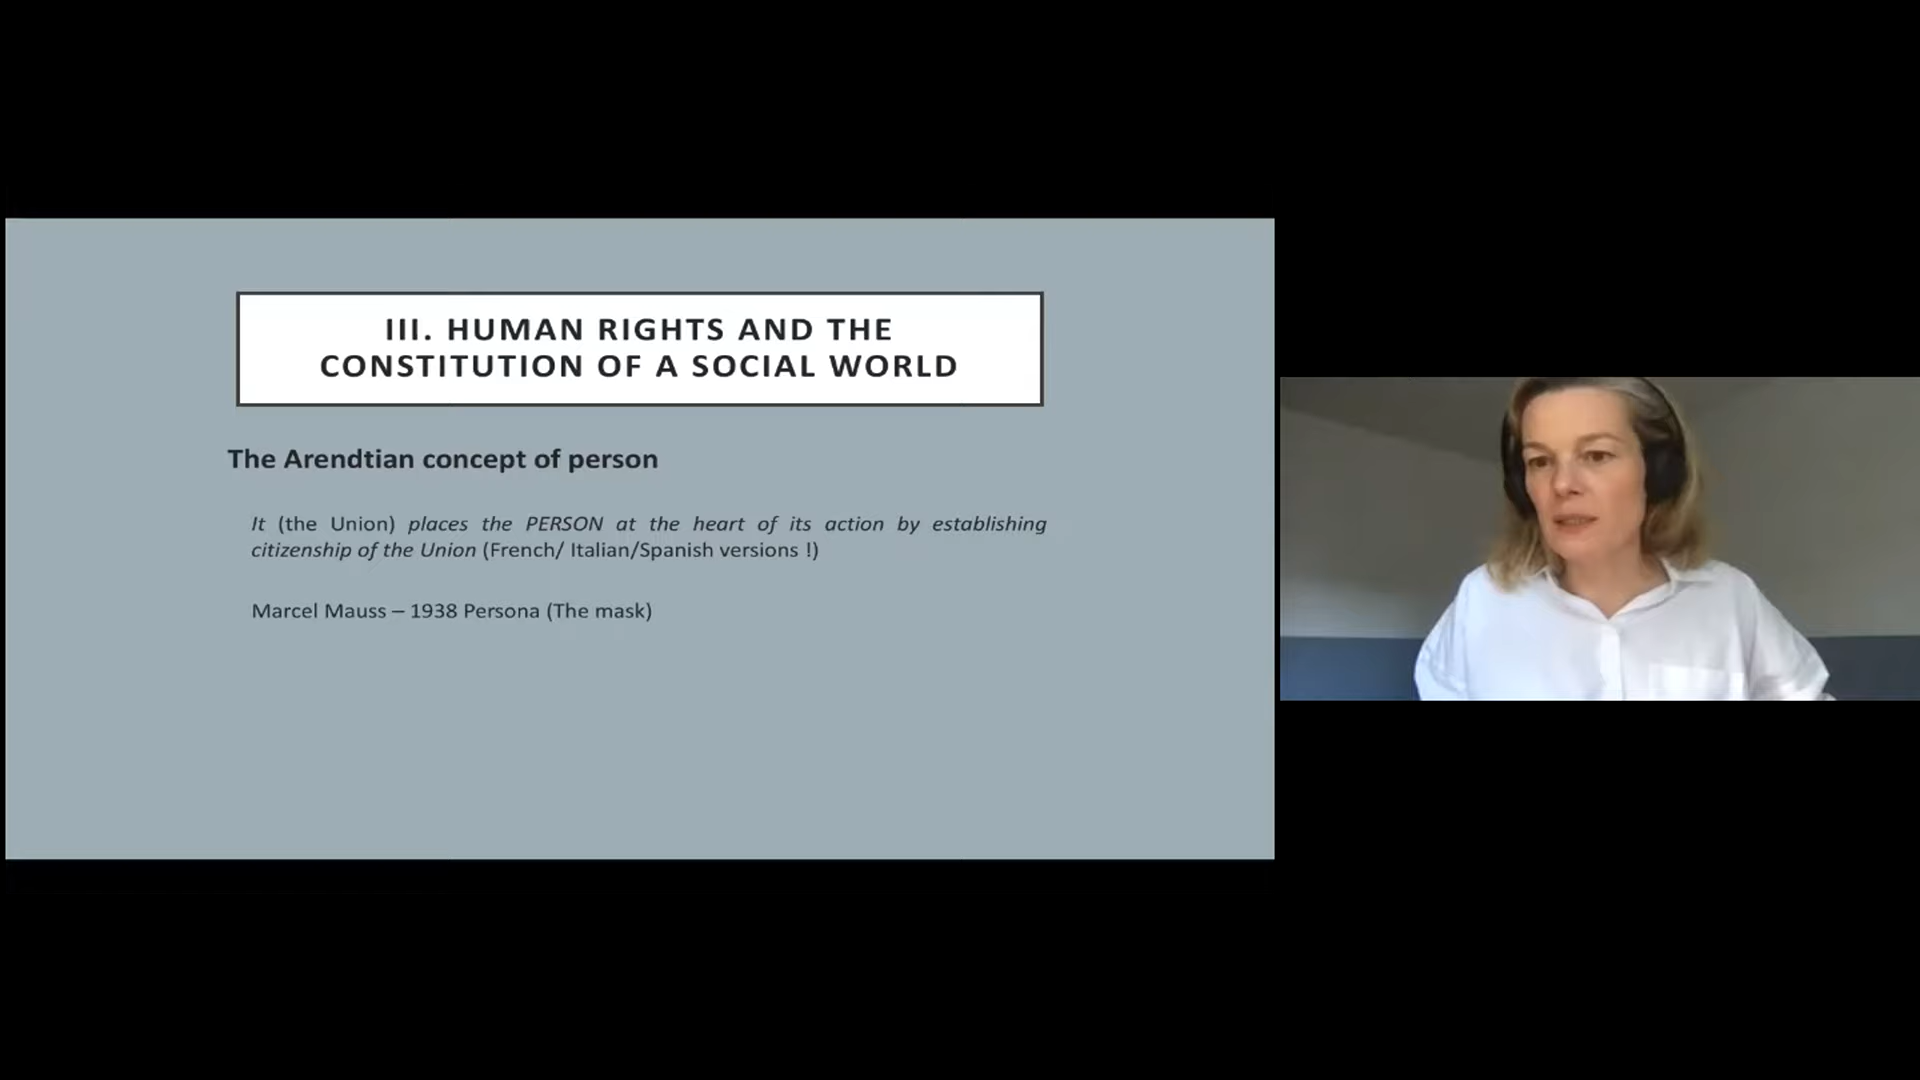 III. HUMAN RIGHTS AND THE
CONSTITUTION OF A SOCIAL WORLD
The Arendtian concept of person
It (the Union) places the PERSON at the heart of its action by establishing
citizenship of the Union (French/ Italian/Spanish versions !)
Marcel Mauss – 1938 Persona (The mask)